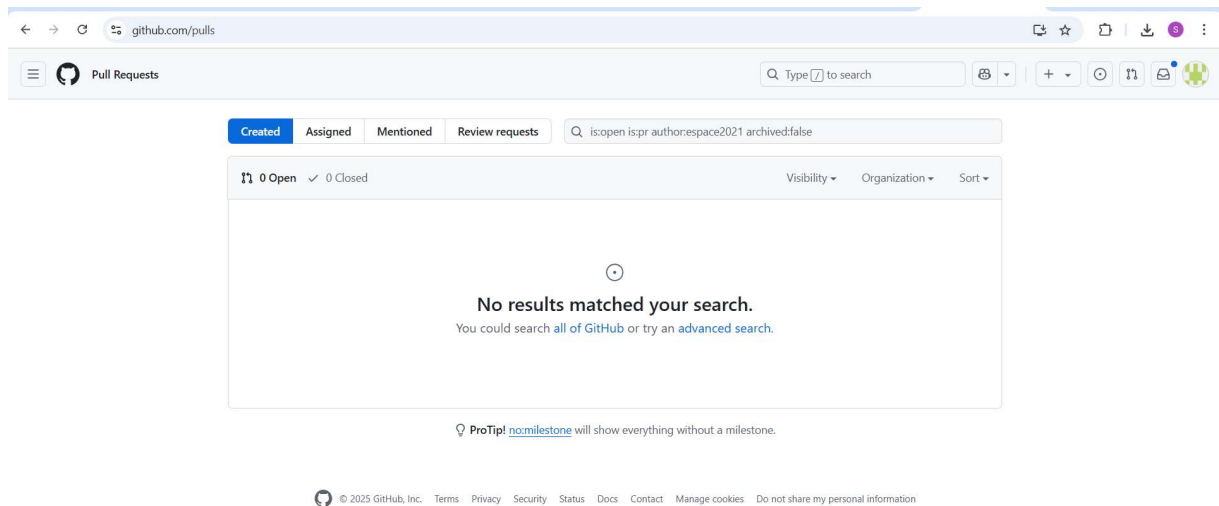 github.com/pulls
S
Pull Requests
Type / to search
Created Assigned Mentioned Review requests is:open is:pr author:espace2021 archived:false
0 Open 0 Closed Visibility Organization Sort
No results matched your search.
You could search all of GitHub or try an advanced search.
ProTip! no:milestone will show everything without a milestone.
© 2025 GitHub, Inc. Terms Privacy Security Status Docs Contact Manage cookies Do not share my personal information